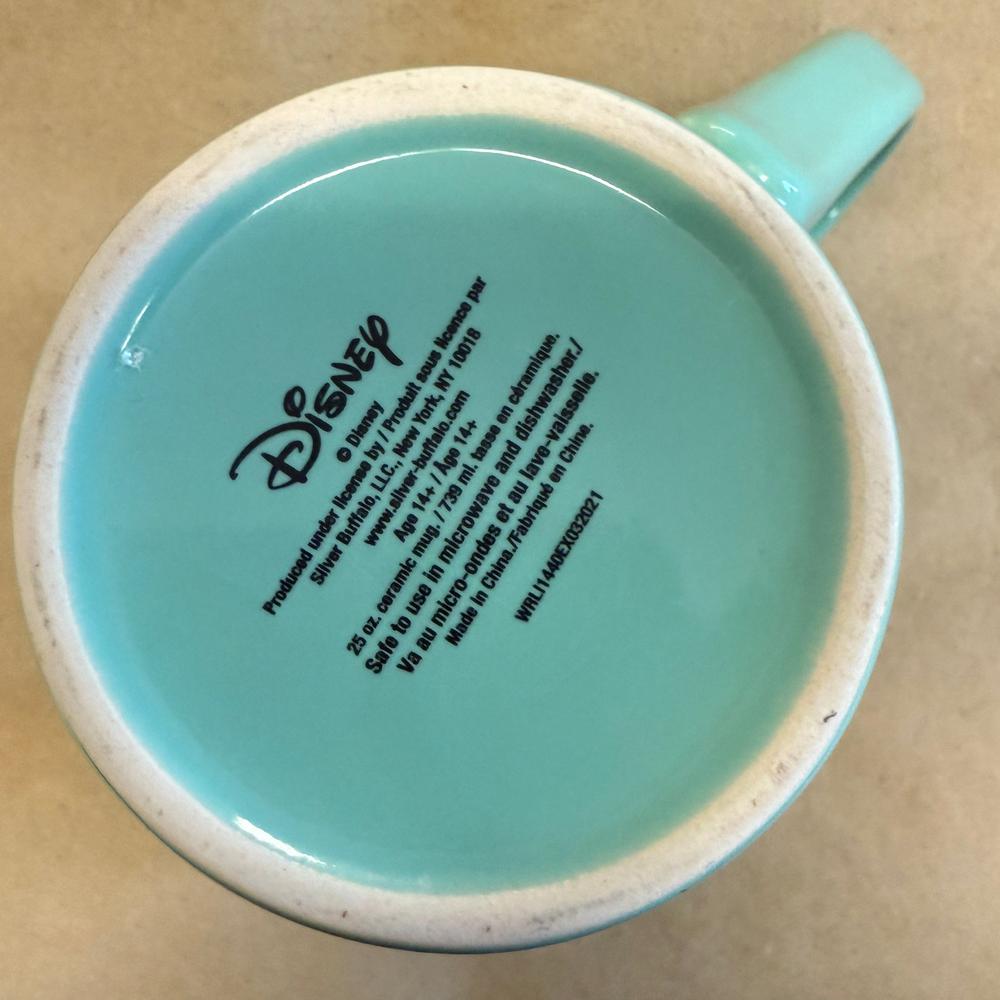 Disney
© Disney
Produced under license by / Produit sous licence par
Silver Buffalo, LLC., New York, NY 10018
www.silver-buffalo.com
Age 14+ / Âge 14+
25 oz. ceramic mug. / 739 ml. tasse en céramique.
Safe to use in microwave and dishwasher./
Va au micro-ondes et au lave-vaisselle.
Made in China./Fabriqué en Chine.
WRLI1440EX032021